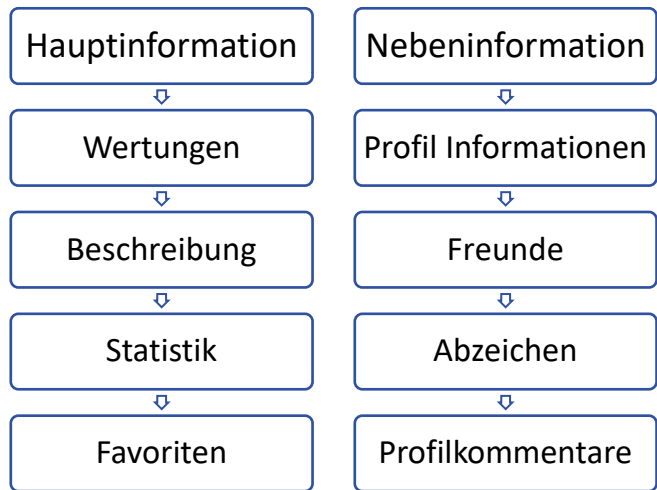 Hauptinformation
Wertungen
Beschreibung
Statistik
Favoriten
Nebeninformation
Profil Informationen
Freunde
Abzeichen
Profilkommentare